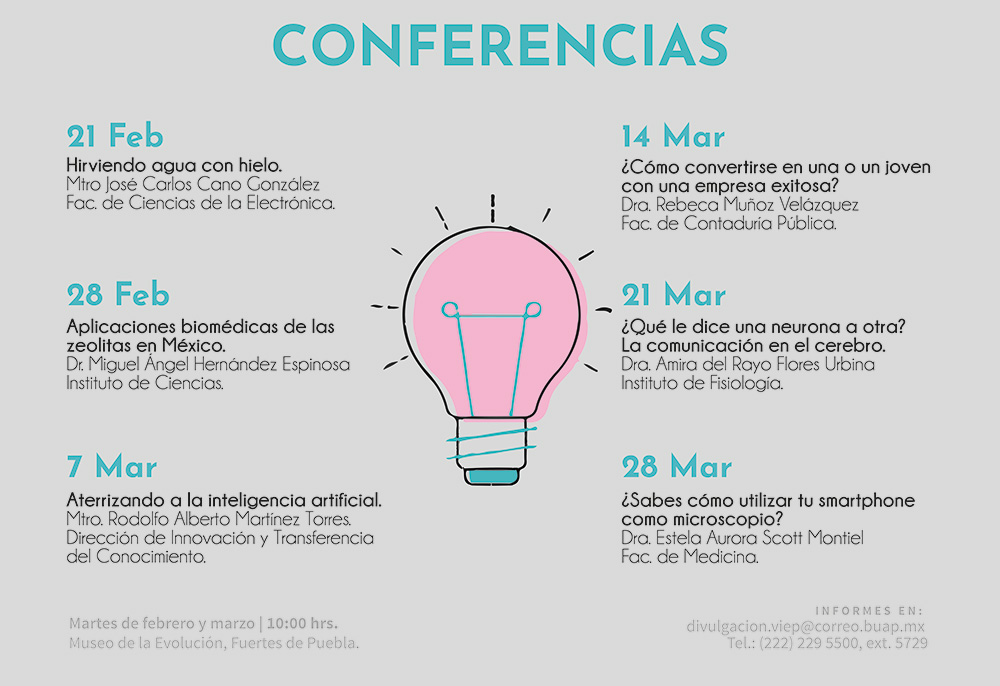 CONFERENCIAS
21 Feb
Hirviendo agua con hielo.
Mtro José Carlos Cano González
Fac. de Ciencias de la Electrónica.
28 Feb
Aplicaciones biomédicas de las
zeolitas en México.
Dr. Miguel Ángel Hernández Espinosa
Instituto de Ciencias.
7 Mar
Aterrizando a la inteligencia artificial.
Mtro. Rodolfo Alberto Martínez Torres.
Dirección de Innovación y Transferencia
del Conocimiento.
14 Mar
¿Cómo convertirse en una o un joven
con una empresa exitosa?
Dra. Rebeca Muñoz Velázquez
Fac. de Contaduría Pública.
21 Mar
¿Qué le dice una neurona a otra?
La comunicación en el cerebro.
Dra. Amira del Rayo Flores Urbina
Instituto de Fisiología.
28 Mar
¿Sabes cómo utilizar tu smartphone
como microscopio?
Dra. Estela Aurora Scott Montiel
Fac. de Medicina.
Martes de febrero y marzo | 10:00 hrs.
Museo de la Evolución, Fuertes de Puebla.
INFORMES EN:
divulgacion.viep@correo.buap.mx
Tel.: (222) 229 5500, ext. 5729